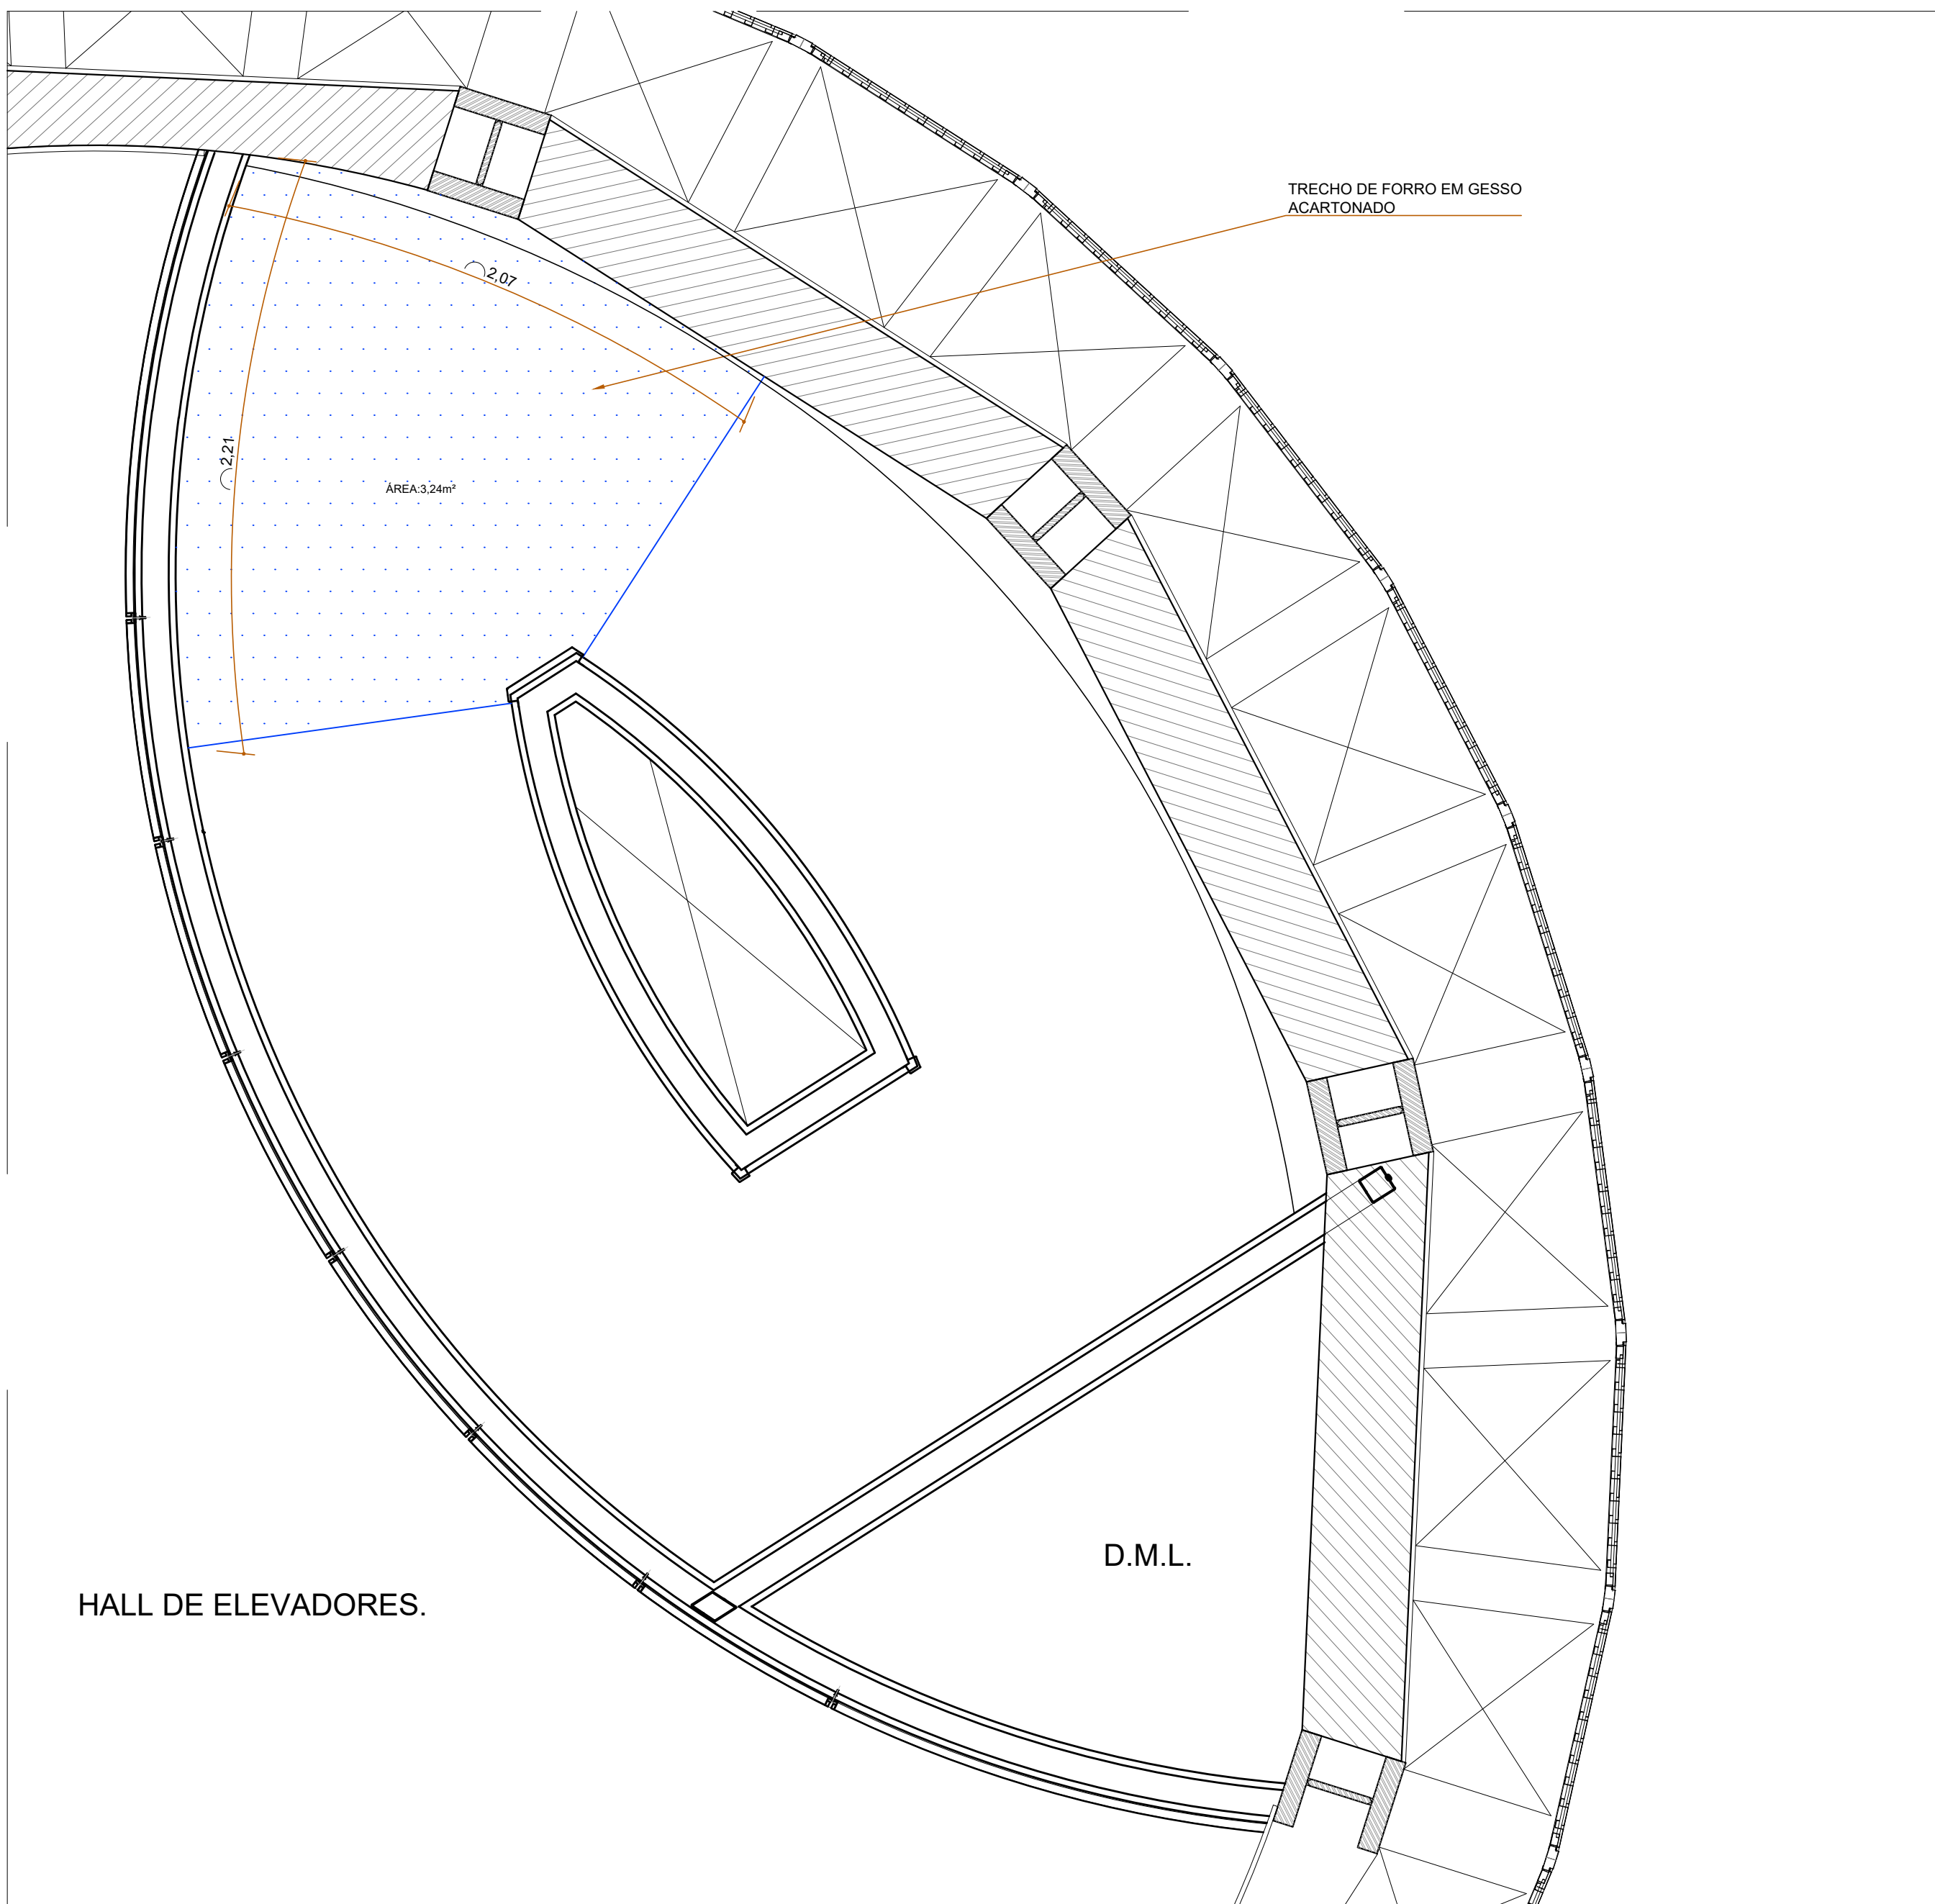 TRECHO DE FORRO EM GESSO
ACARTONADO
2,07
2,21
ÁREA:3,24m²
D.M.L.
HALL DE ELEVADORES.